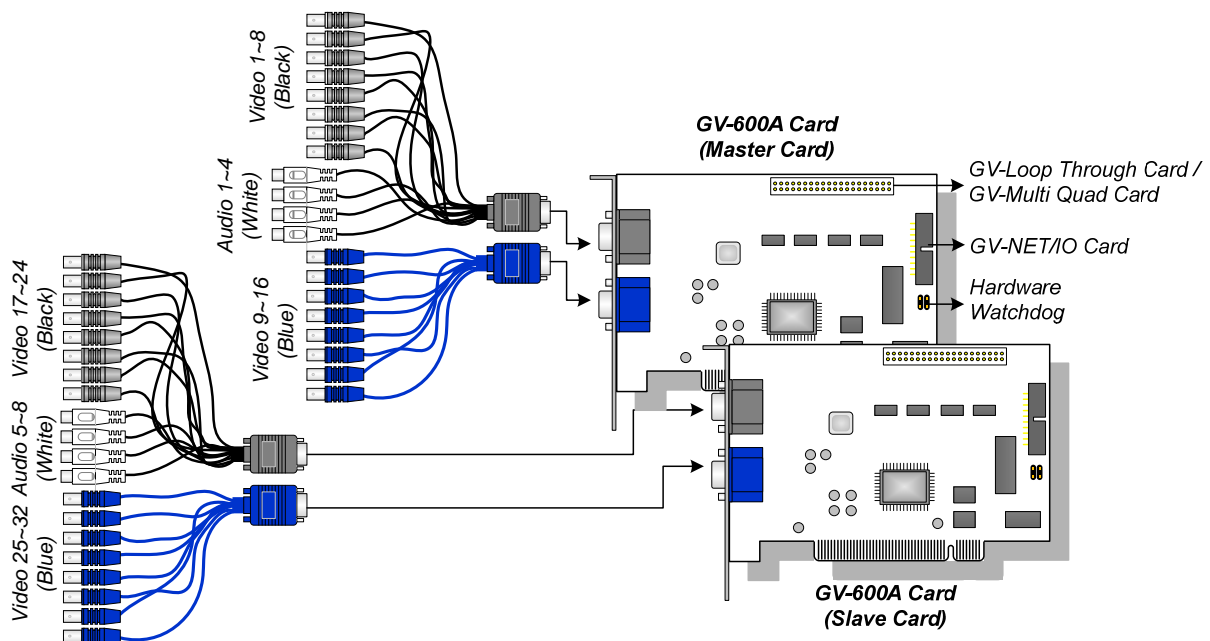 Video 1~8
(Black)
Audio 1~4
(White)
Video 9~16
(Blue)
GV-600A Card
(Master Card)
GV-Loop Through Card /
GV-Multi Quad Card
GV-NET/IO Card
Hardware
Watchdog
Video 17~24
(Black)
Audio 5~8
(White)
Video 25~32
(Blue)
GV-600A Card
(Slave Card)